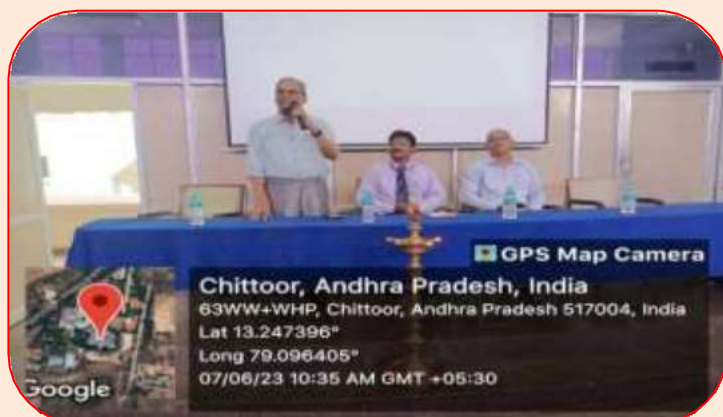 GPS Map Camera
Chittoor, Andhra Pradesh, India
63WW+WHP, Chittoor, Andhra Pradesh 517004, India
Lat 13.247396°
Long 79.096405°
07/06/23 10:35 AM GMT +05:30
Google